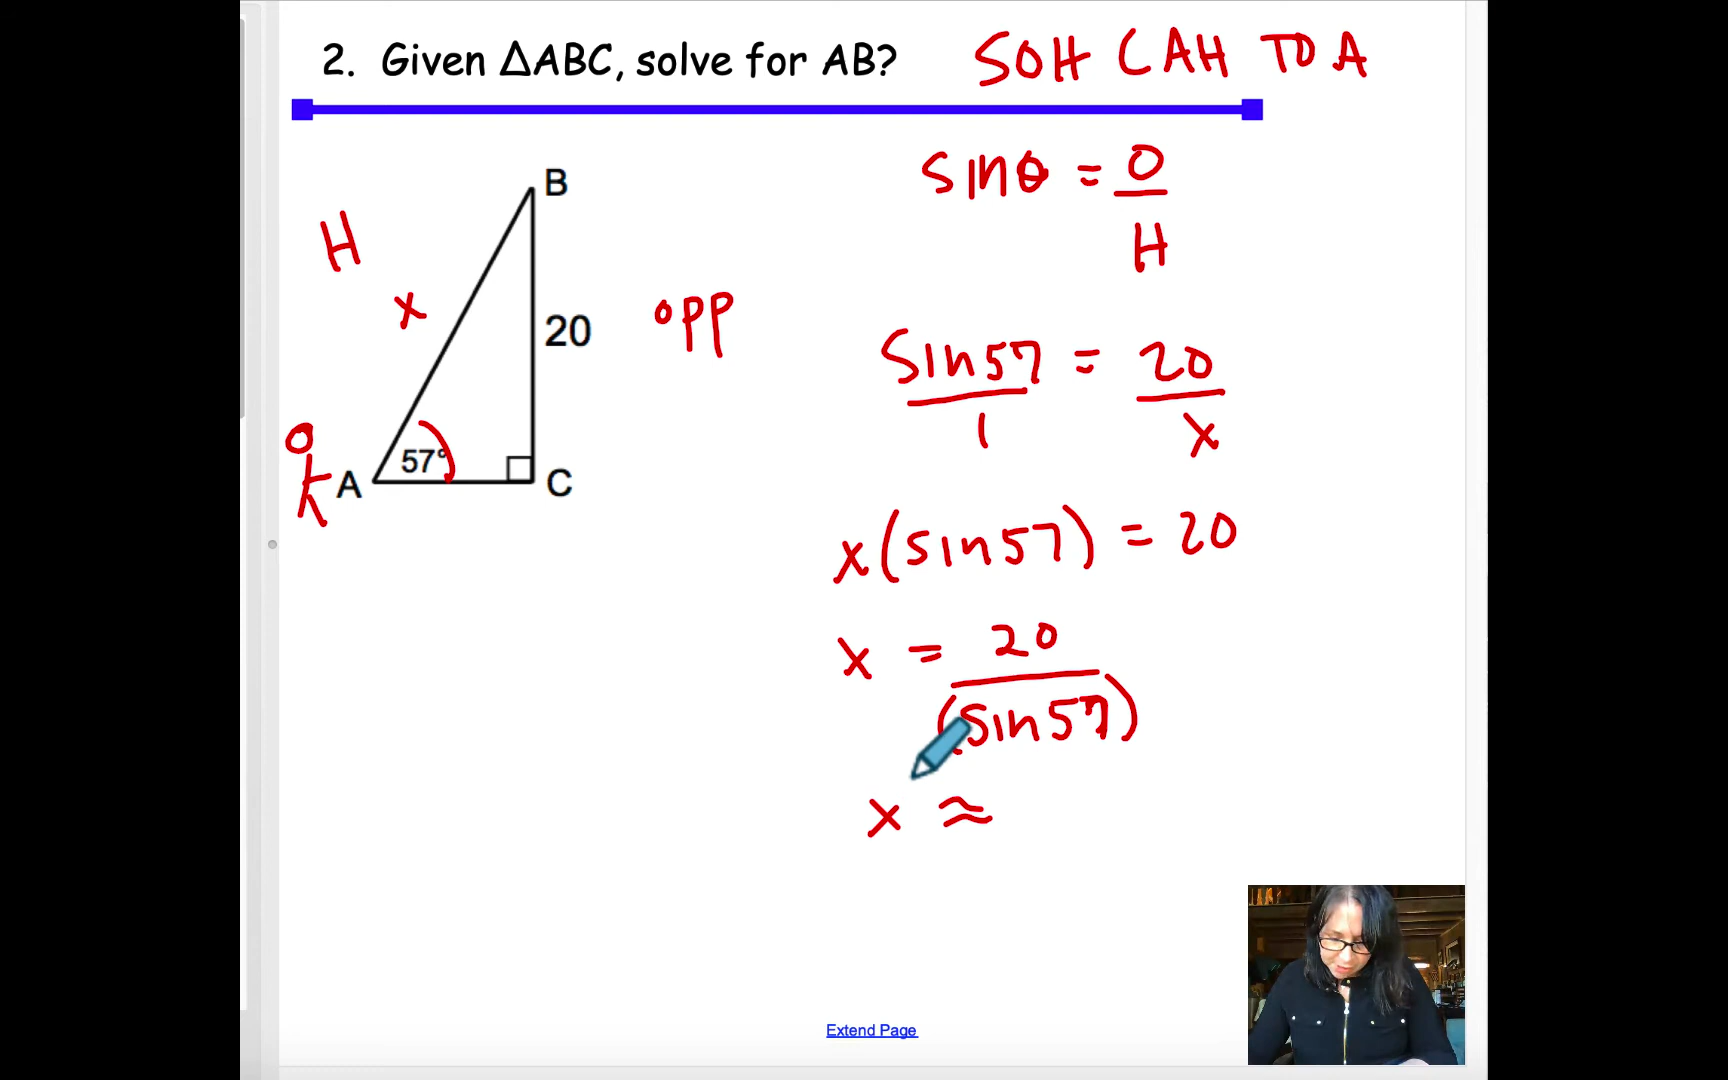 2. Given ΔABC, solve for AB?
SOH CAH TOA
B
H
x
20
opp
57°
A
C
sinθ = O
H
sin57 = 20
1 x
x(sin57) = 20
x = 20
(sin57)
x ≈
Extend Page